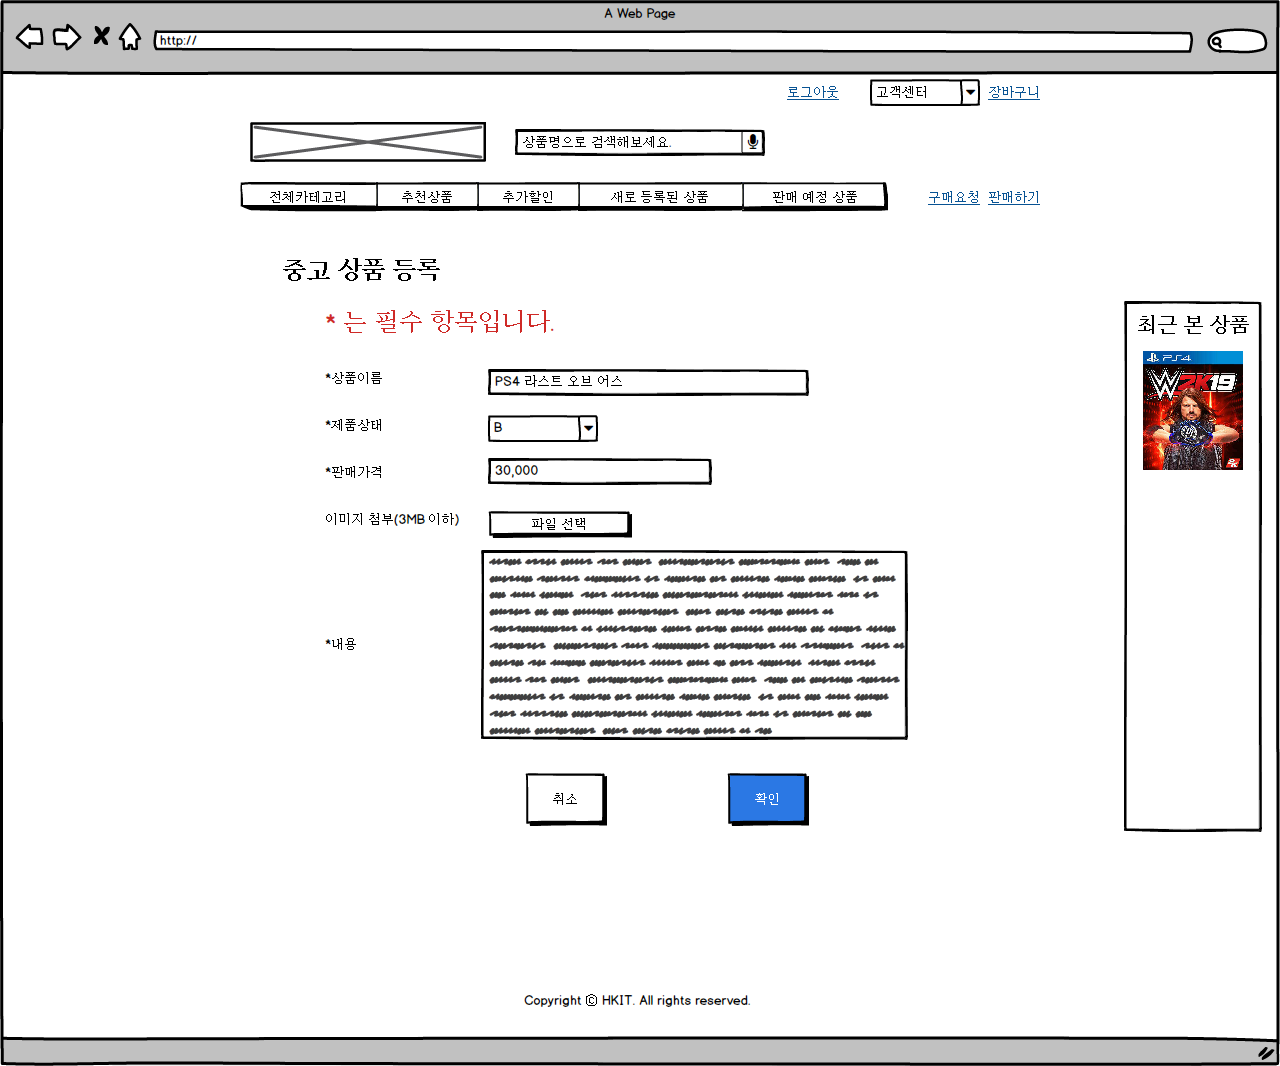 A Web Page
http://
로그아웃 고객센터 장바구니
상품명으로 검색해보세요.
전체카테고리 추천상품 추가할인 새로 등록된 상품 판매 예정 상품 구매요청 판매하기
중고 상품 등록
* 는 필수 항목입니다.
최근 본 상품
PS4
W 2K19
2K
*상품이름 PS4 라스트 오브 어스
*제품상태 B
*판매가격 30,000
이미지 첨부(3MB 이하) 파일 선택
*내용
취소 확인
Copyright © HKIT. All rights reserved.